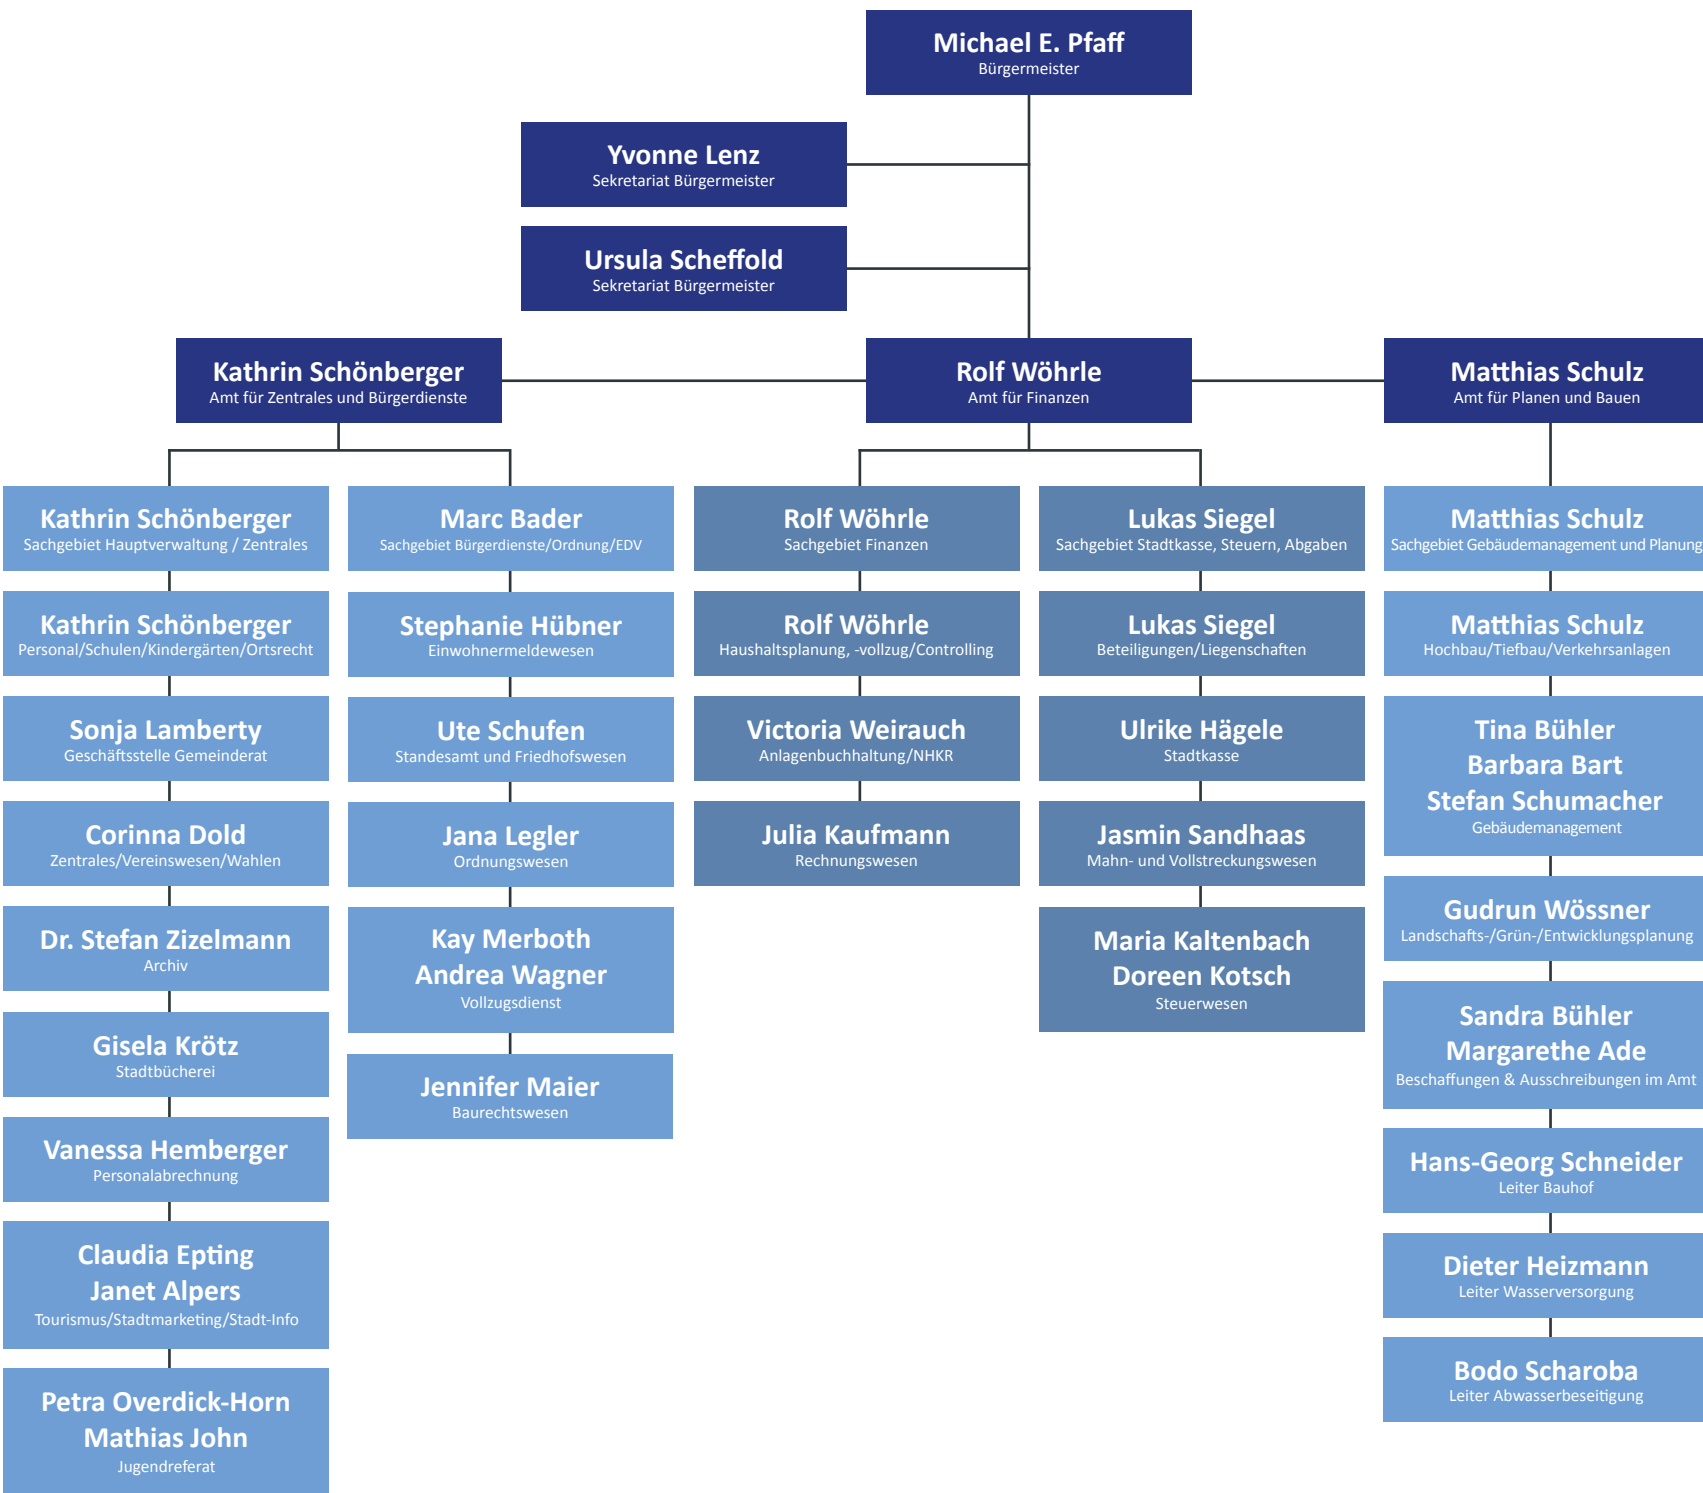 Michael E. Pfaff
Bürgermeister
Yvonne Lenz
Sekretariat Bürgermeister
Ursula Scheffold
Sekretariat Bürgermeister
Kathrin Schönberger
Amt für Zentrales und Bürgerdienste
Rolf Wöhrle
Amt für Finanzen
Matthias Schulz
Amt für Planen und Bauen
Kathrin Schönberger
Sachgebiet Hauptverwaltung / Zentrales
Kathrin Schönberger
Personal/Schulen/Kindergärten/Ortsrecht
Sonja Lamberty
Geschäftsstelle Gemeinderat
Corinna Dold
Zentrales/Vereinswesen/Wahlen
Dr. Stefan Zizelmann
Archiv
Gisela Krötz
Stadtbücherei
Vanessa Hemberger
Personalabrechnung
Claudia Epting
Janet Alpers
Tourismus/Stadtmarketing/Stadt-Info
Petra Overdick-Horn
Mathias John
Jugendreferat
Marc Bader
Sachgebiet Bürgerdienste/Ordnung/EDV
Stephanie Hübner
Einwohnermeldewesen
Ute Schufen
Standesamt und Friedhofswesen
Jana Legler
Ordnungswesen
Kay Merboth
Andrea Wagner
Vollzugsdienst
Jennifer Maier
Baurechtswesen
Rolf Wöhrle
Sachgebiet Finanzen
Rolf Wöhrle
Haushaltsplanung, -vollzug/Controlling
Victoria Weirauch
Anlagenbuchhaltung/NHKR
Julia Kaufmann
Rechnungswesen
Lukas Siegel
Sachgebiet Stadtkasse, Steuern, Abgaben
Lukas Siegel
Beteiligungen/Liegenschaften
Ulrike Hägele
Stadtkasse
Jasmin Sandhaas
Mahn- und Vollstreckungswesen
Maria Kaltenbach
Doreen Kotsch
Steuerwesen
Matthias Schulz
Sachgebiet Gebäudemanagement und Planung
Matthias Schulz
Hochbau/Tiefbau/Verkehrsanlagen
Tina Bühler
Barbara Bart
Stefan Schumacher
Gebäudemanagement
Gudrun Wössner
Landschafts-/Grün-/Entwicklungsplanung
Sandra Bühler
Margarethe Ade
Beschaffungen & Ausschreibungen im Amt
Hans-Georg Schneider
Leiter Bauhof
Dieter Heizmann
Leiter Wasserversorgung
Bodo Scharoba
Leiter Abwasserbeseitigung